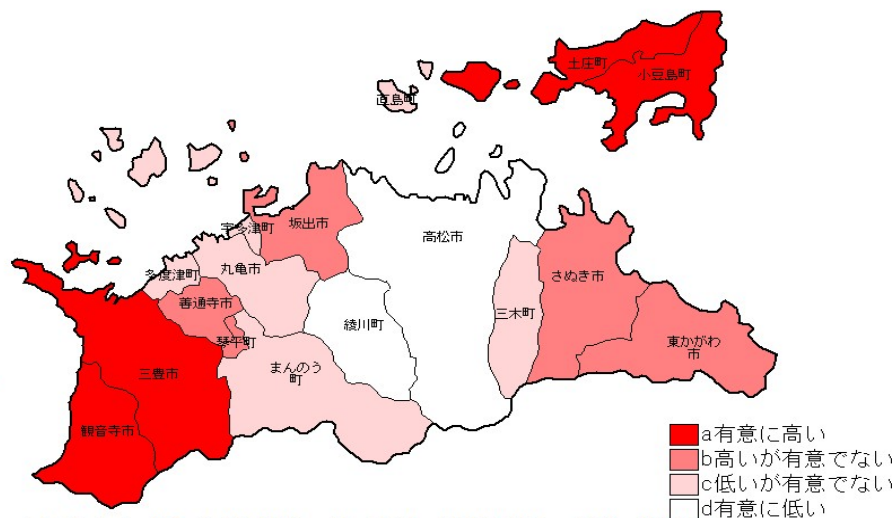 土庄町
小豆島町
直島町
宇多津町
坂出市
高松市
多度津町
丸亀市
さぬき市
善通寺市
三木町
綾川町
琴平町
東かがわ
市
まんのう
町
三豊市
観音寺市
a有意に高い
b高いが有意でない
c低いが有意でない
d有意に低い